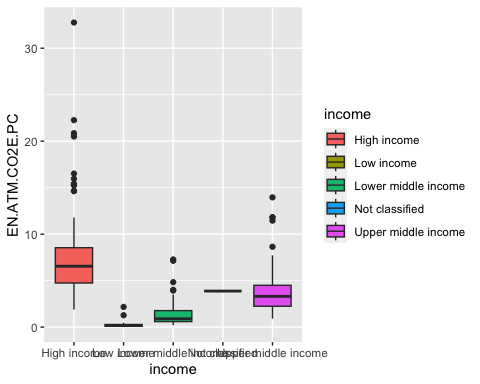 EN.ATM.CO2E.PC
30
20
10
0
High income Low income Lower middle income Not classified Upper middle income
income
income
High income
Low income
Lower middle income
Not classified
Upper middle income